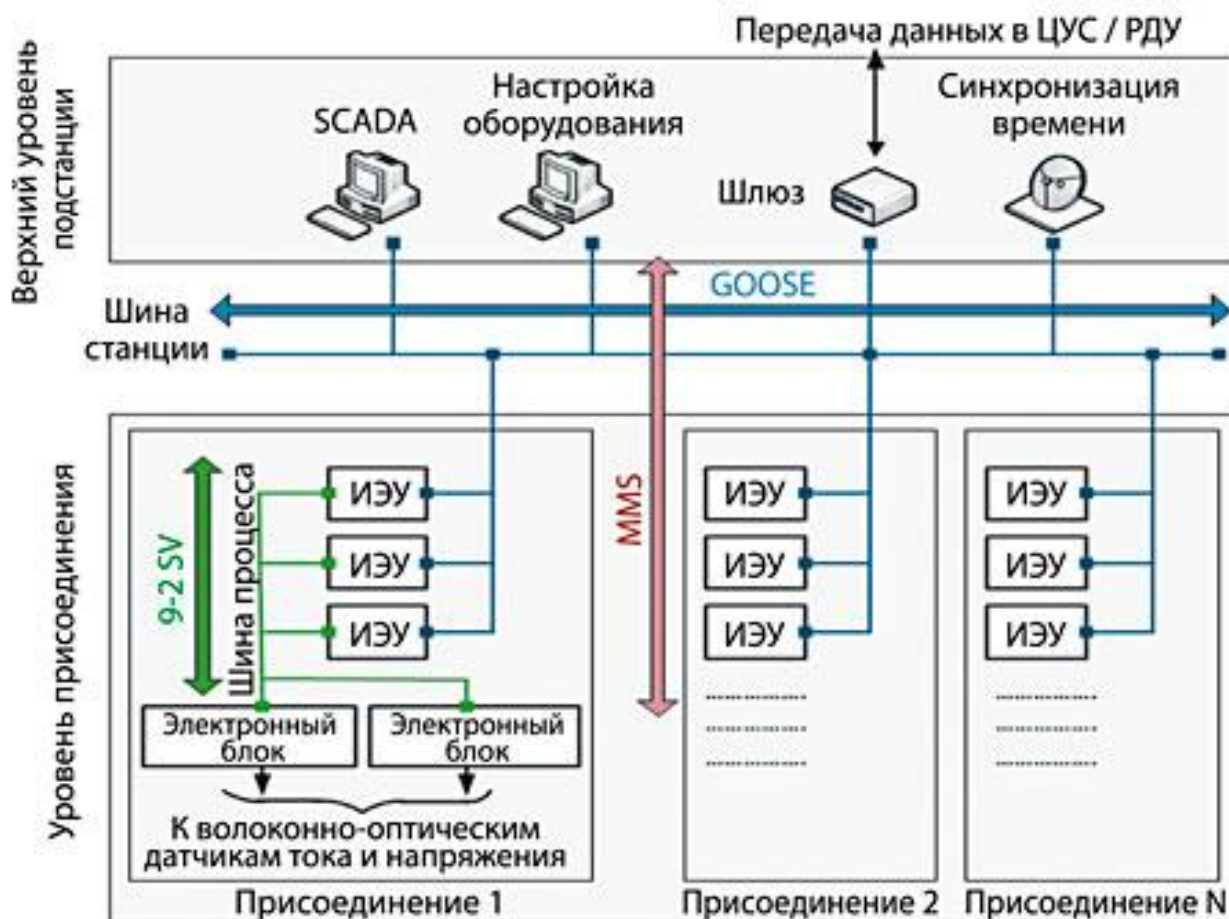 Передача данных в ЦУС / РДУ
Верхний уровень
подстанции
SCADA
Настройка
оборудования
Шлюз
Синхронизация
времени
GOOSE
Шина
станции
MMS
Уровень присоединения
9-2 SV
Шина процесса
ИЭУ
ИЭУ
ИЭУ
Электронный
блок
Электронный
блок
К волоконно-оптическим
датчикам тока и напряжения
Присоединение 1
ИЭУ
ИЭУ
ИЭУ
Присоединение 2
ИЭУ
ИЭУ
ИЭУ
Присоединение N